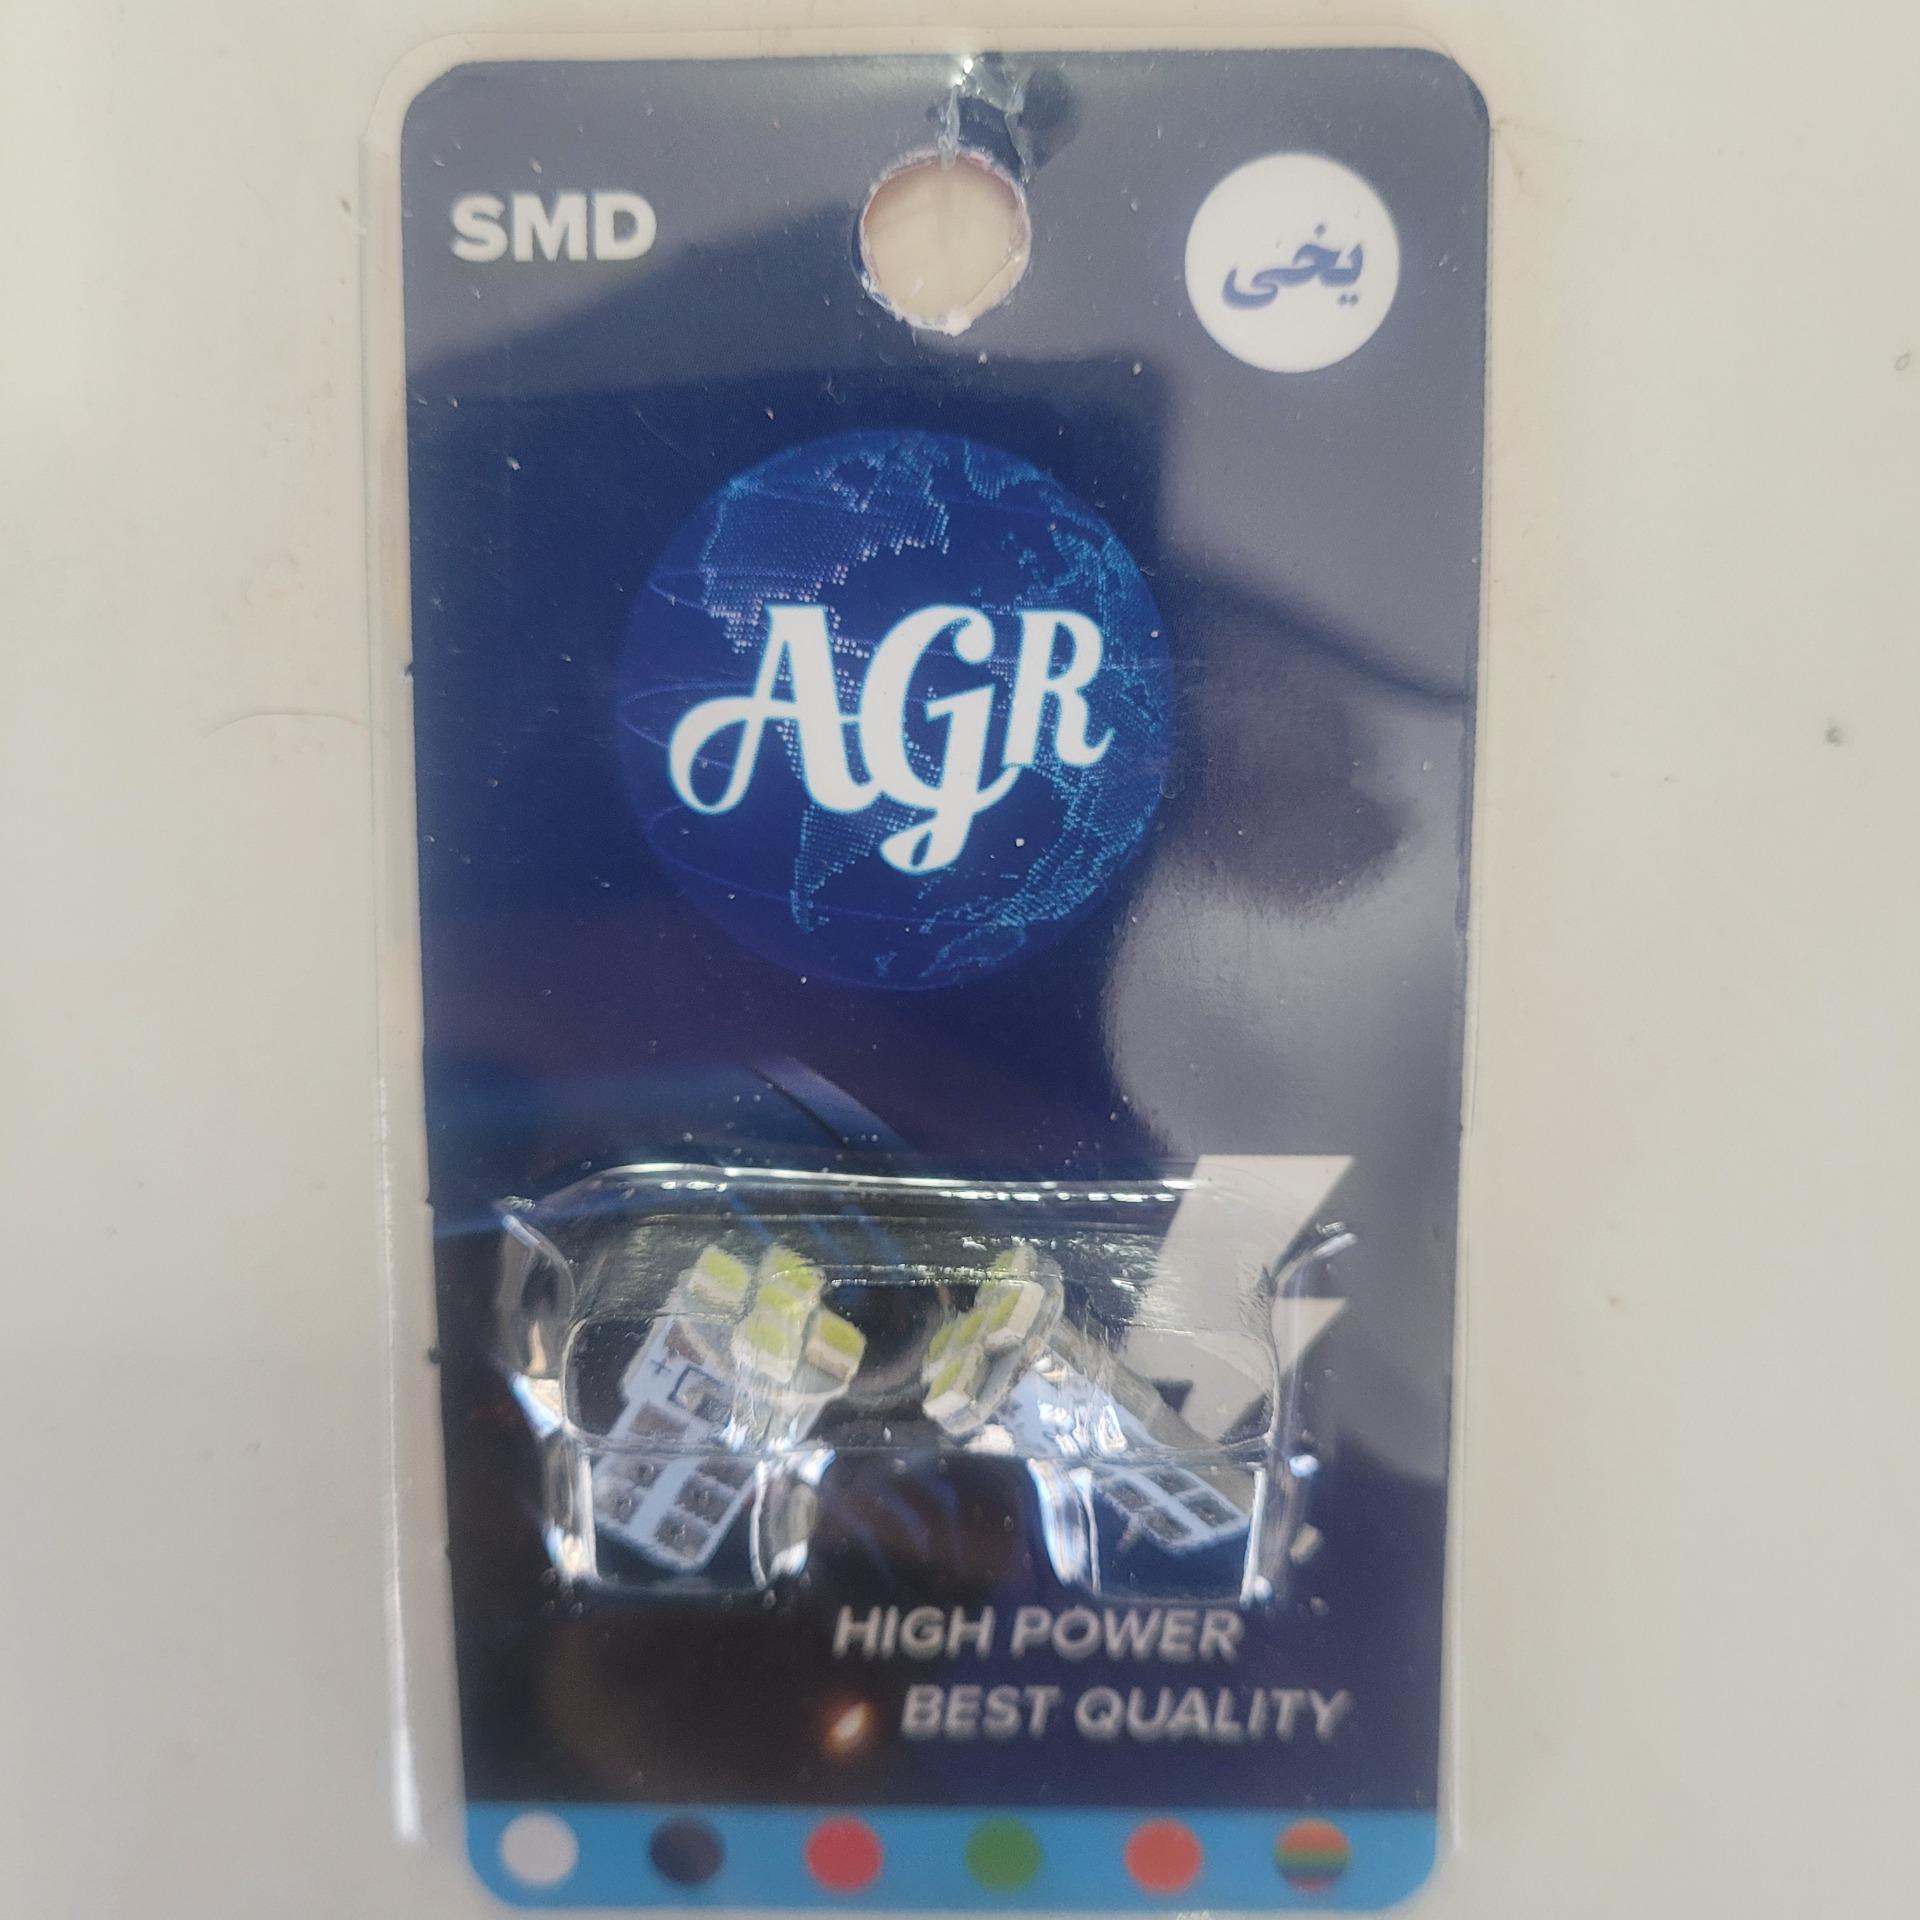 SMD
یخی
AGR
HIGH POWER
BEST QUALITY